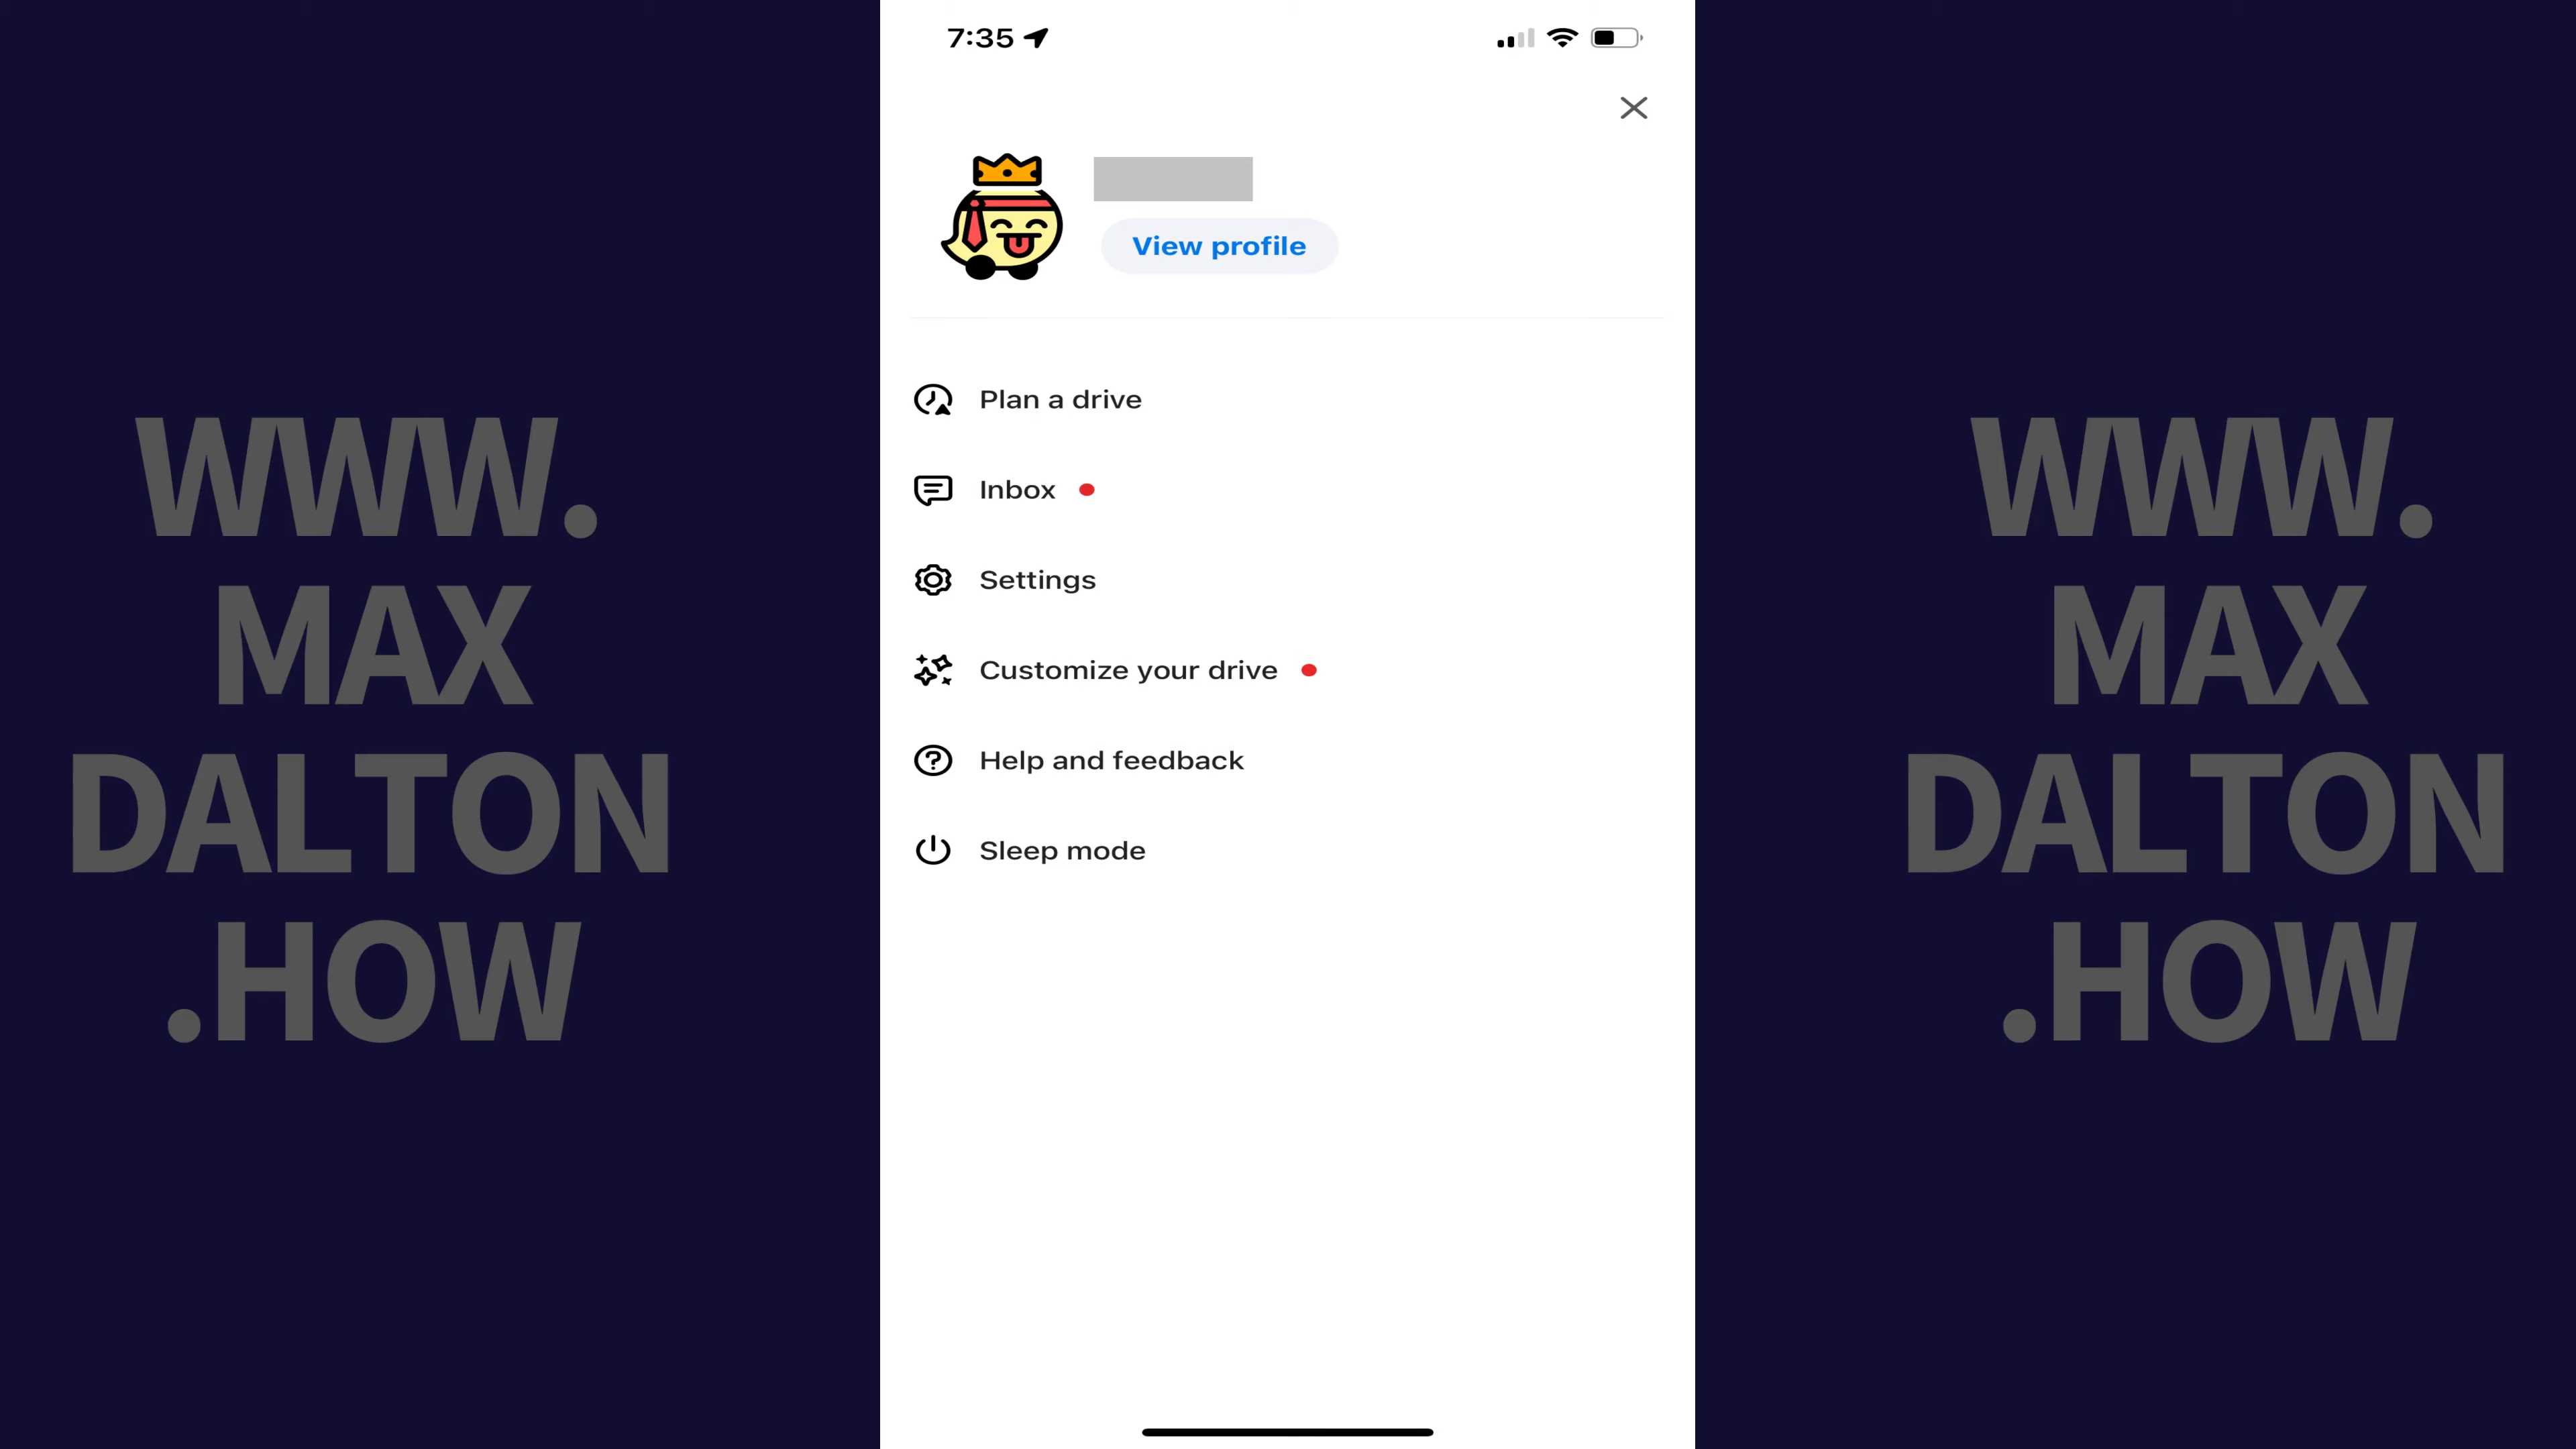 7:35
View profile
Plan a drive
Inbox
Settings
Customize your drive
Help and feedback
Sleep mode
WWW.
MAX
DALTON
.HOW
WWW.
MAX
DALTON
.HOW